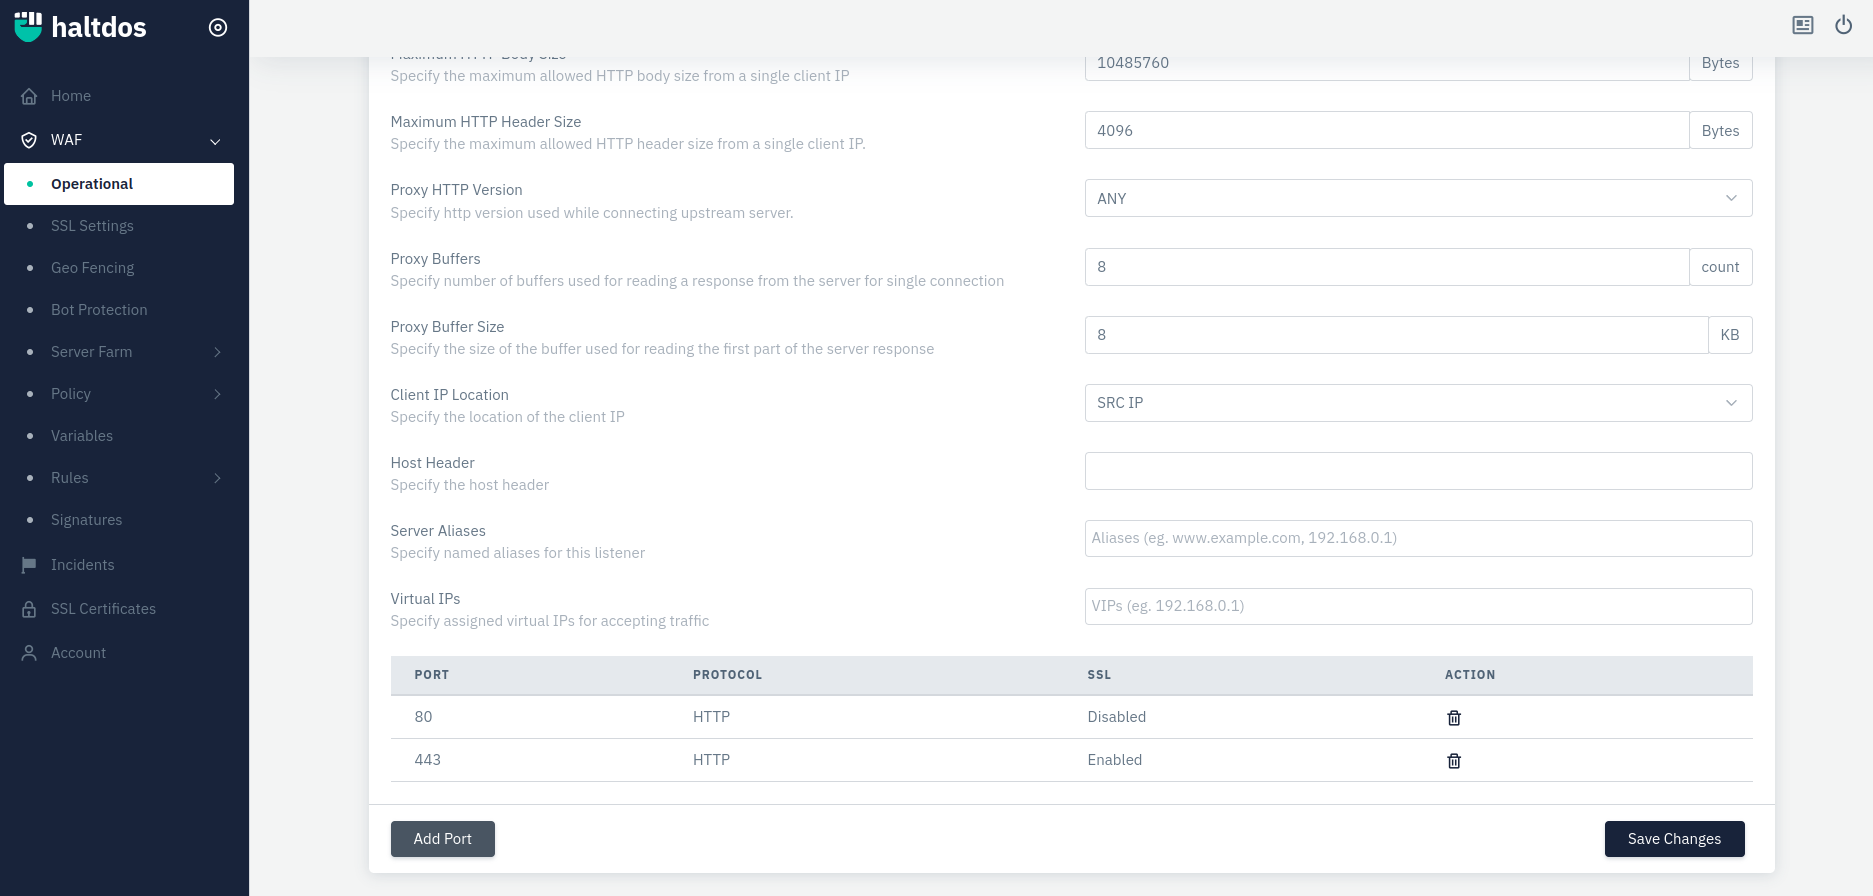 haltdos
Home
WAF
Operational
SSL Settings
Geo Fencing
Bot Protection
Server Farm
Policy
Variables
Rules
Signatures
Incidents
SSL Certificates
Account
Maximum HTTP Body Size
Specify the maximum allowed HTTP body size from a single client IP
10485760 Bytes
Maximum HTTP Header Size
Specify the maximum allowed HTTP header size from a single client IP.
4096 Bytes
Proxy HTTP Version
Specify http version used while connecting upstream server.
ANY
Proxy Buffers
Specify number of buffers used for reading a response from the server for single connection
8 count
Proxy Buffer Size
Specify the size of the buffer used for reading the first part of the server response
8 KB
Client IP Location
Specify the location of the client IP
SRC IP
Host Header
Specify the host header
Server Aliases
Specify named aliases for this listener
Aliases (eg. www.example.com, 192.168.0.1)
Virtual IPs
Specify assigned virtual IPs for accepting traffic
VIPs (eg. 192.168.0.1)
PORT PROTOCOL SSL ACTION
80 HTTP Disabled
443 HTTP Enabled
Add Port
Save Changes